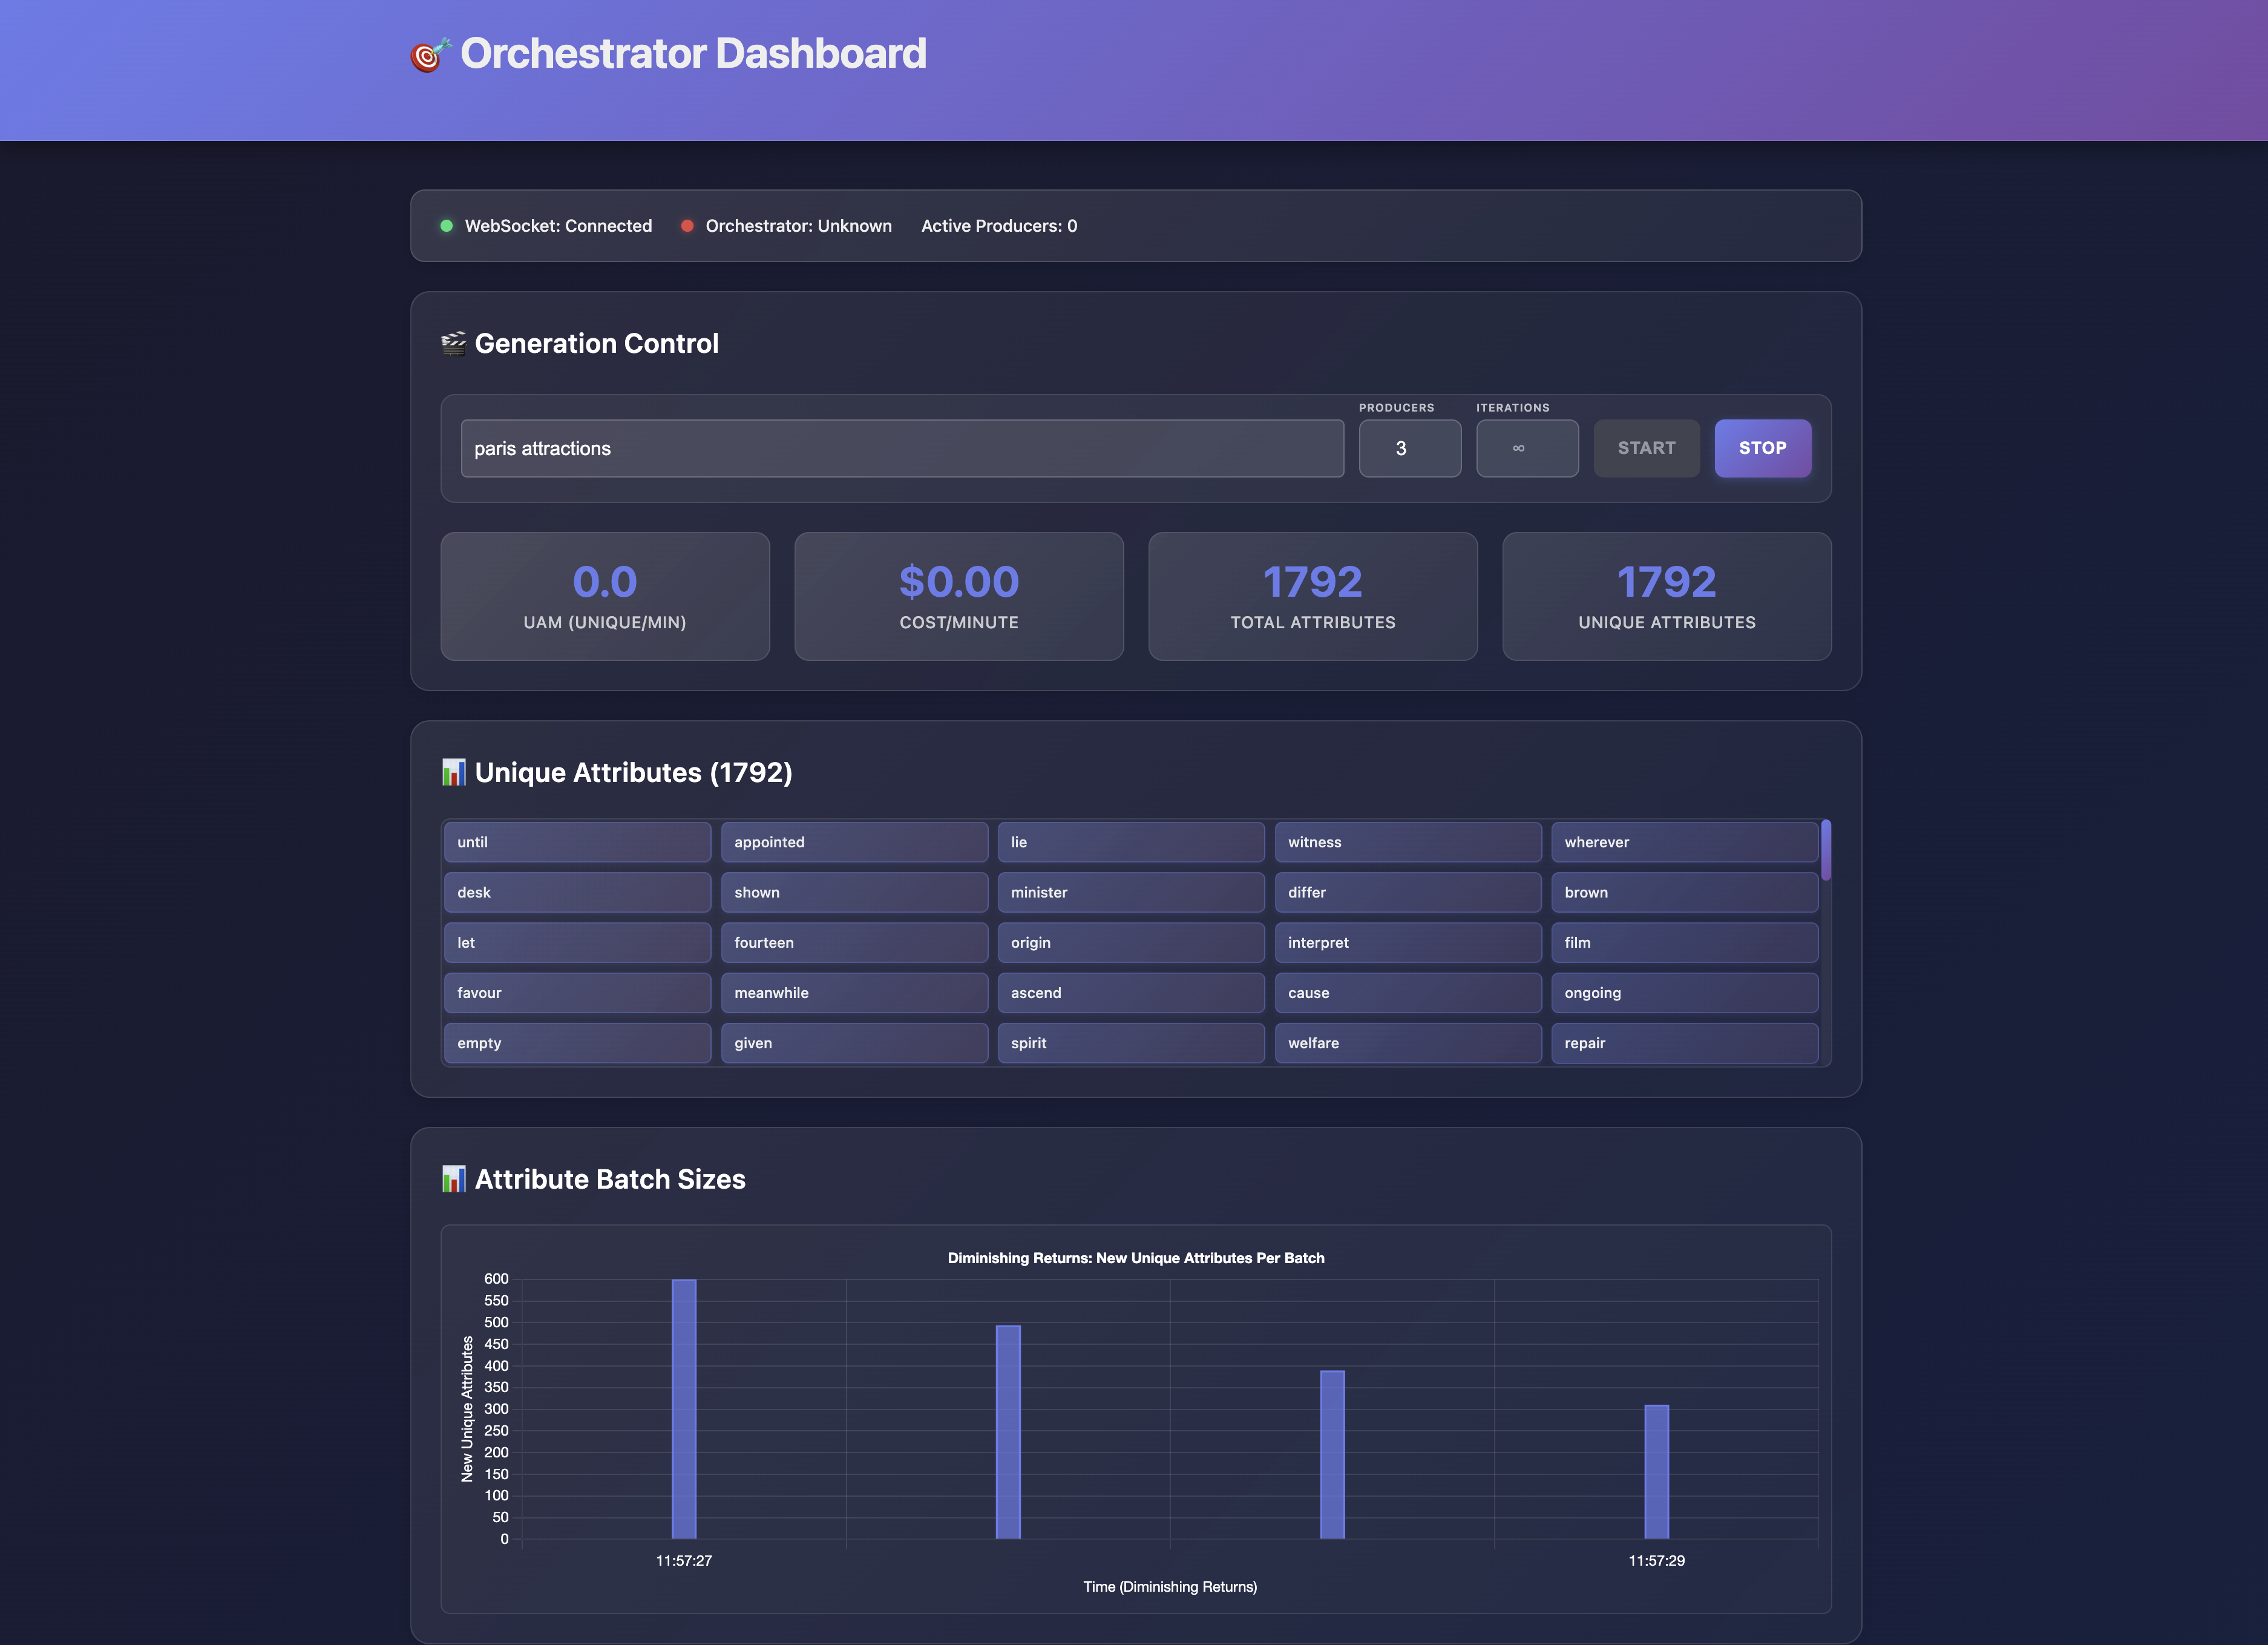 Orchestrator Dashboard
WebSocket: Connected Orchestrator: Unknown Active Producers: 0
Generation Control
PRODUCERS ITERATIONS
paris attractions 3 ∞ START STOP
0.0 $0.00 1792 1792
UAM (UNIQUE/MIN) COST/MINUTE TOTAL ATTRIBUTES UNIQUE ATTRIBUTES
Unique Attributes (1792)
until appointed lie witness wherever
desk shown minister differ brown
let fourteen origin interpret film
favour meanwhile ascend cause ongoing
empty given spirit welfare repair
Attribute Batch Sizes
Diminishing Returns: New Unique Attributes Per Batch
New Unique Attributes
600
550
500
450
400
350
300
250
200
150
100
50
0
11:57:27 11:57:29
Time (Diminishing Returns)